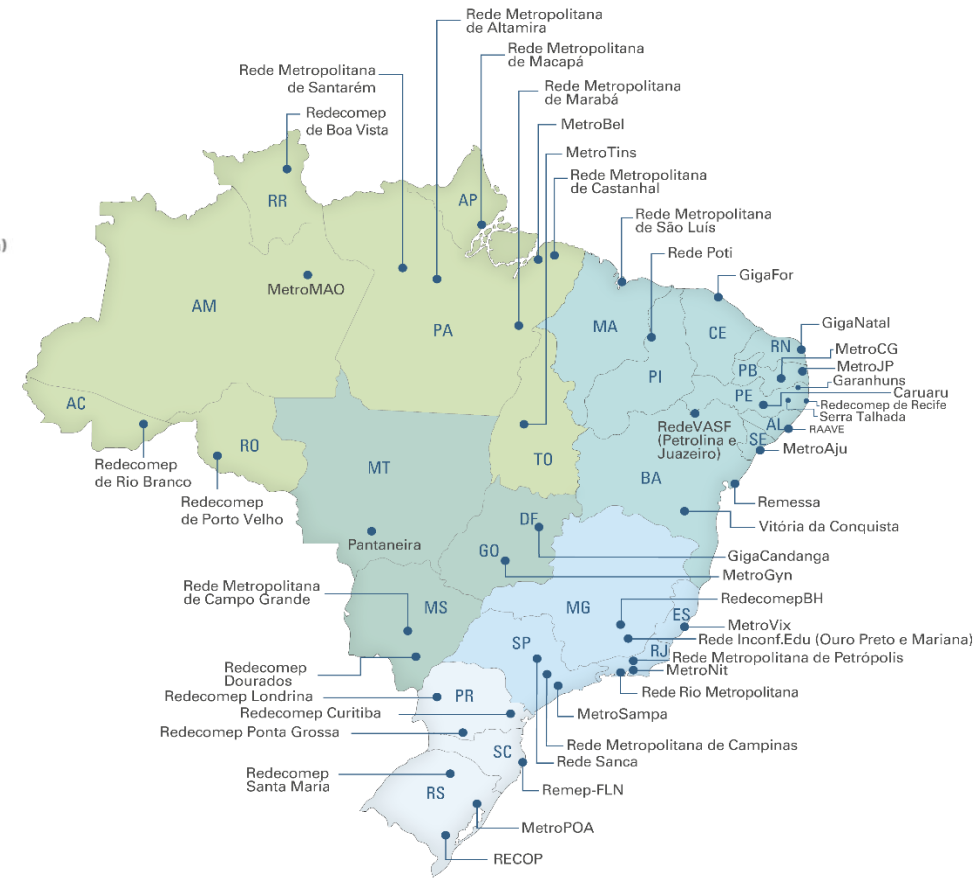 Rede Metropolitana
de Altamira
Rede Metropolitana
de Macapá
Rede Metropolitana
de Santarém
Rede Metropolitana
de Marabá
Redecomep
de Boa Vista
MetroBel
MetroTins
Rede Metropolitana
de Castanhal
RR
AP
Rede Metropolitana
de São Luís
Rede Poti
GigaFor
MetroMAO
AM
PA
MA
CE
GigaNatal
RN
MetroCG
MetroJP
PB
Garanhuns
PI
PE
Caruaru
Redecomep de Recife
Serra Talhada
AC
AL
RAAVE
RedeVASF
(Petrolina e
Juazeiro)
SE
MetroAju
RO
TO
MT
BA
Redecomep
de Rio Branco
Redecomep
de Porto Velho
Remessa
DF
Vitória da Conquista
Pantaneira
GO
GigaCandanga
MetroGyn
Rede Metropolitana
de Campo Grande
MS
MG
RedecomepBH
ES
MetroVix
Rede Inconf.Edu (Ouro Preto e Mariana)
SP
RJ
Rede Metropolitana de Petrópolis
MetroNit
Redecomep
Dourados
Rede Rio Metropolitana
Redecomep Londrina
PR
Redecomep Curitiba
MetroSampa
Redecomep Ponta Grossa
Rede Metropolitana de Campinas
SC
Rede Sanca
Redecomep
Santa Maria
RS
Remep-FLN
MetroPOA
RECOP